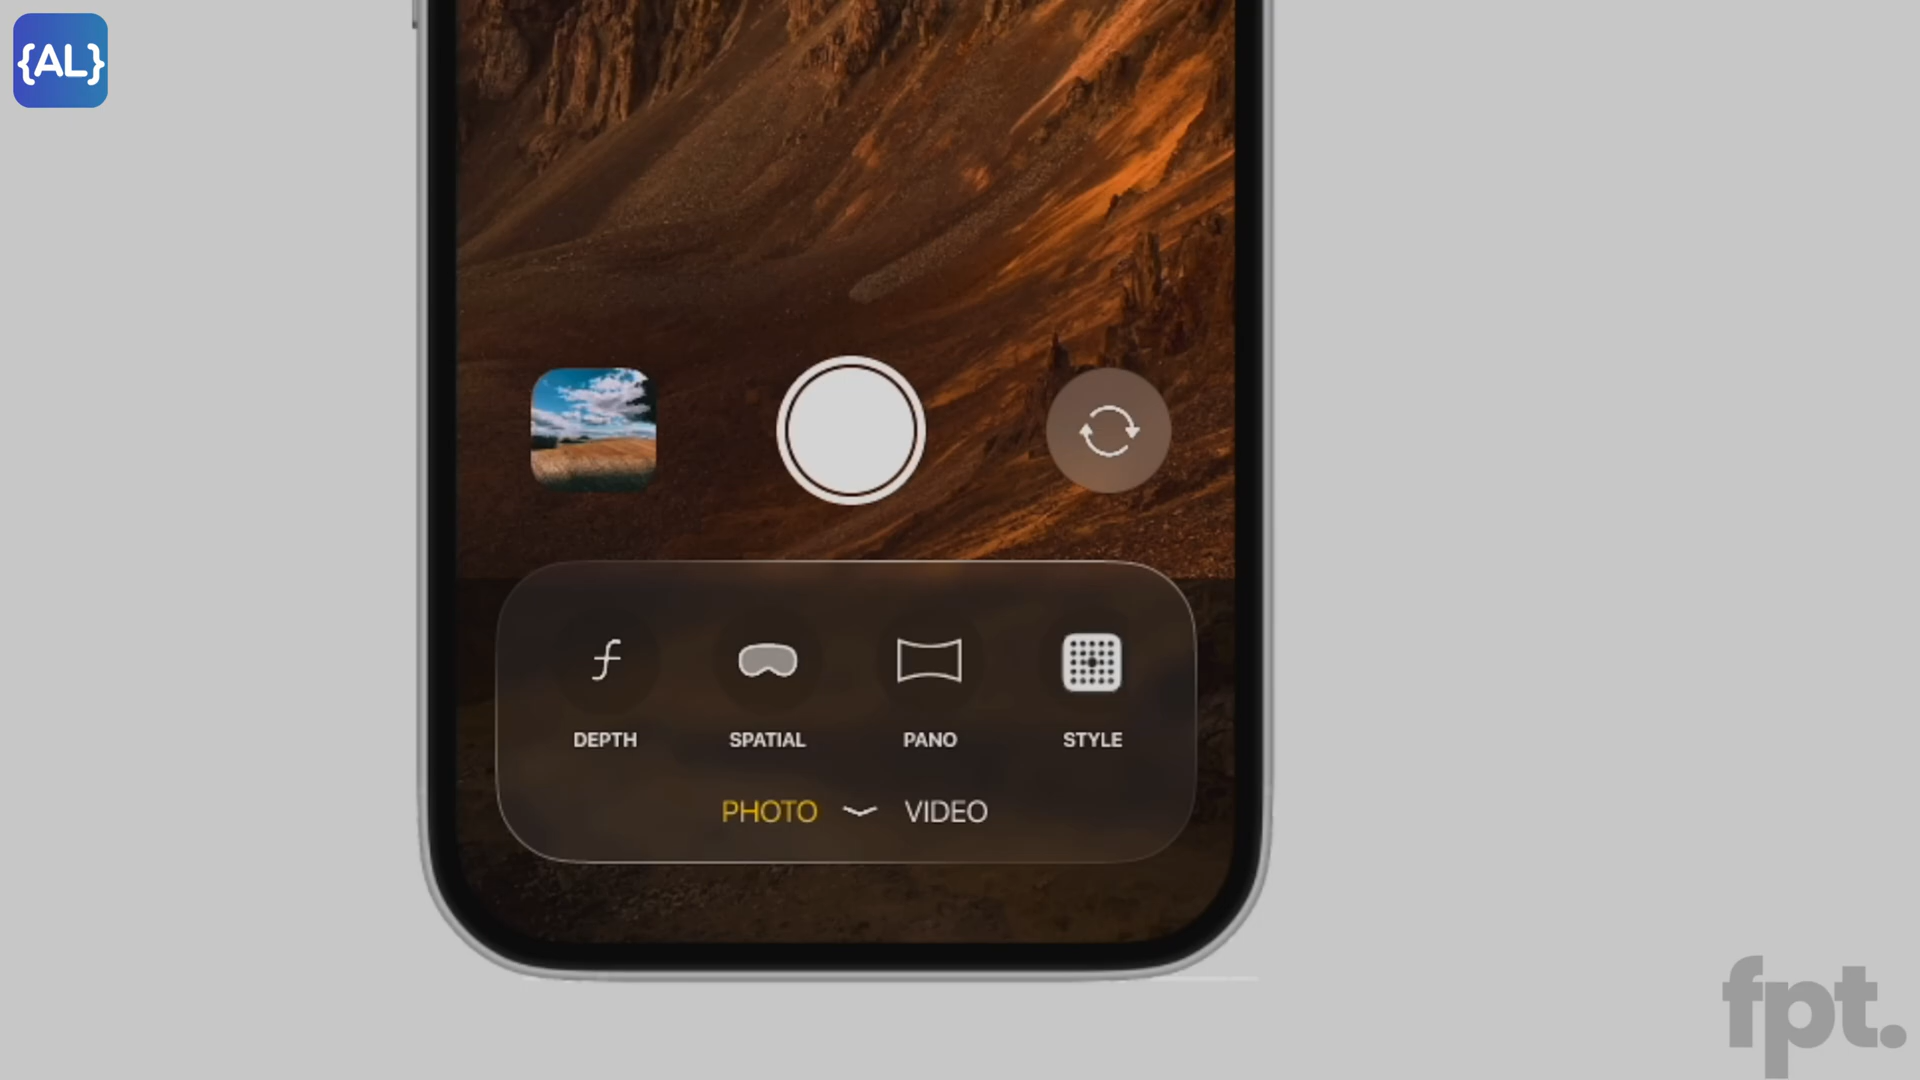 {AL}
f
DEPTH SPATIAL PANO STYLE
PHOTO VIDEO
fpt.